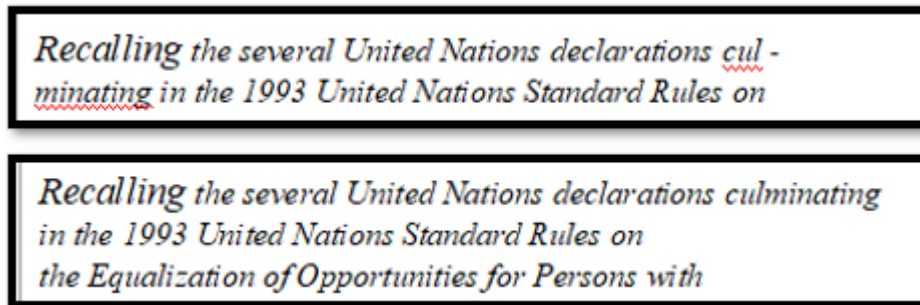 Recalling the several United Nations declarations cul -
minating in the 1993 United Nations Standard Rules on
Recalling the several United Nations declarations culminating
in the 1993 United Nations Standard Rules on
the Equalization of Opportunities for Persons with